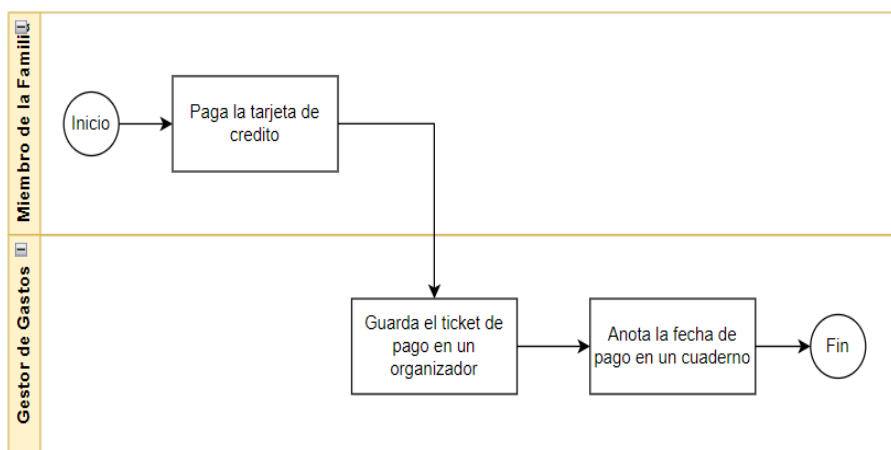 Miembro de la Familia
Inicio
Paga la tarjeta de
credito
Gestor de Gastos
Guarda el ticket de
pago en un
organizador
Anota la fecha de
pago en un cuaderno
Fin